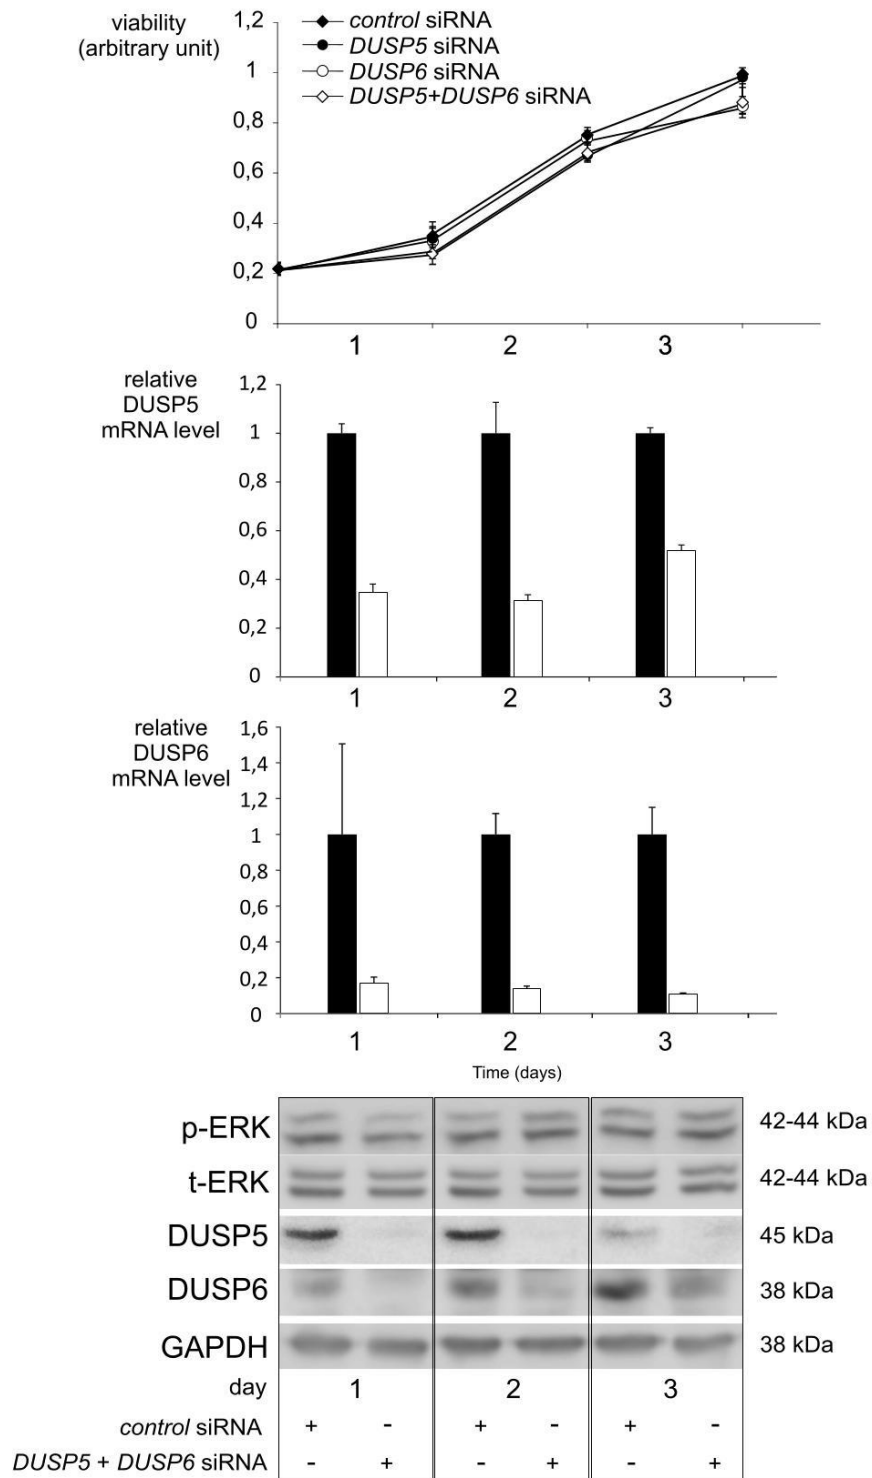 viability
(arbitrary unit)
1,2
1
0,8
0,6
0,4
0,2
0
control siRNA
DUSP5 siRNA
DUSP6 siRNA
DUSP5+DUSP6 siRNA
1 2 3
relative
DUSP5
mRNA level
1,2
1
0,8
0,6
0,4
0,2
0
1 2 3
relative
DUSP6
mRNA level
1,6
1,4
1,2
1
0,8
0,6
0,4
0,2
0
1 2 3
Time (days)
p-ERK 42-44 kDa
t-ERK 42-44 kDa
DUSP5 45 kDa
DUSP6 38 kDa
GAPDH 38 kDa
day 1 2 3
control siRNA + - + - + -
DUSP5 + DUSP6 siRNA - + - + - +